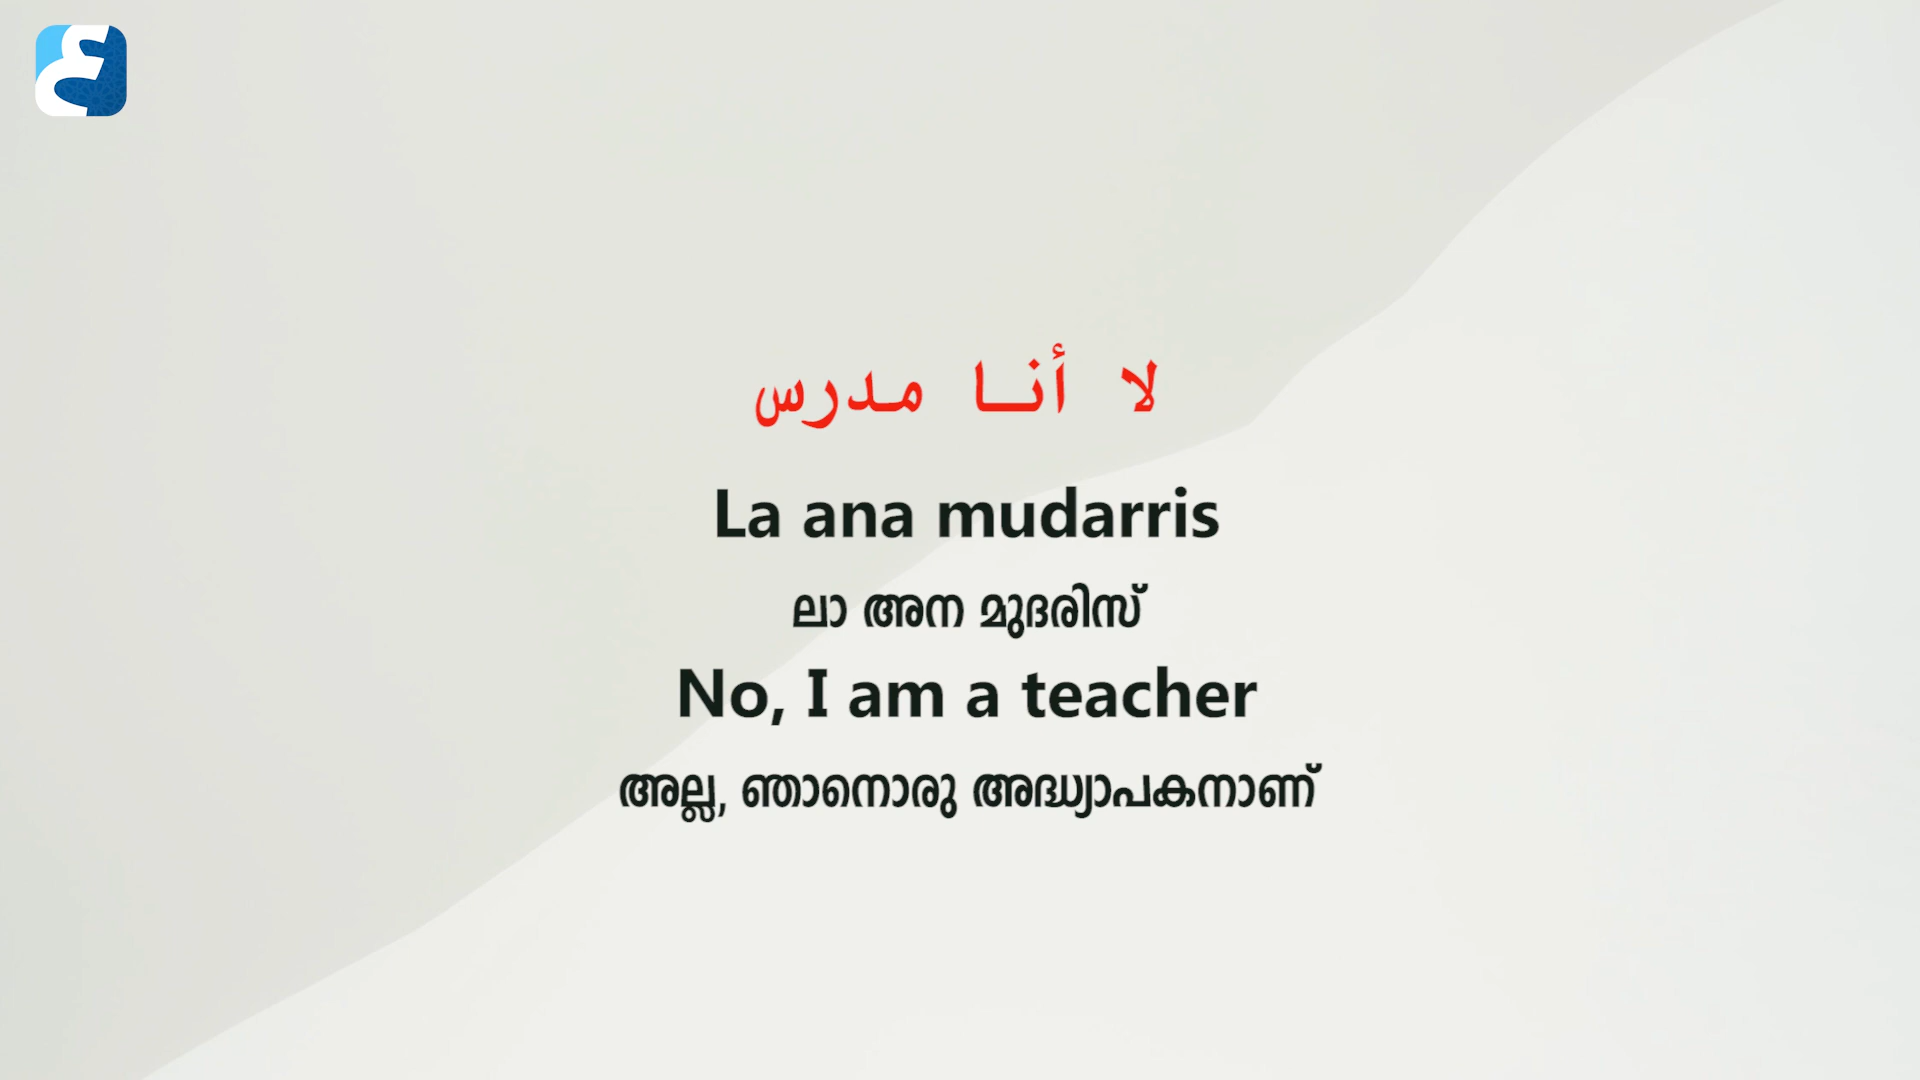 لا أنا مدرس
La ana mudarris
ലാ അന മുദരിസ്
No, I am a teacher
അല്ല, ഞാനൊരു അദ്ധ്യാപകനാണ്